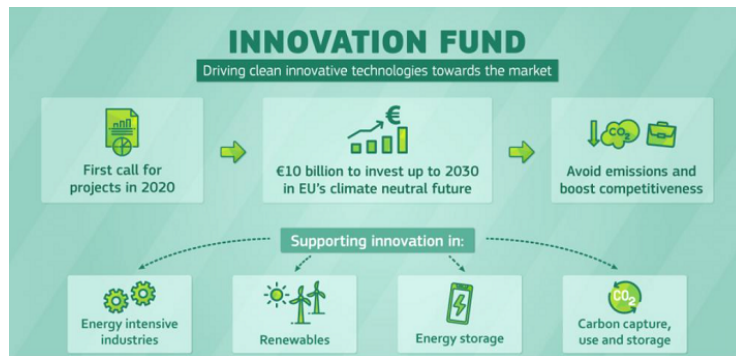 INNOVATION FUND
Driving clean innovative technologies towards the market
First call for
projects in 2020
€
€10 billion to invest up to 2030
in EU's climate neutral future
CO₂
Avoid emissions and
boost competitiveness
Supporting innovation in:
Energy intensive
industries
Renewables
Energy storage
CO₂
Carbon capture,
use and storage